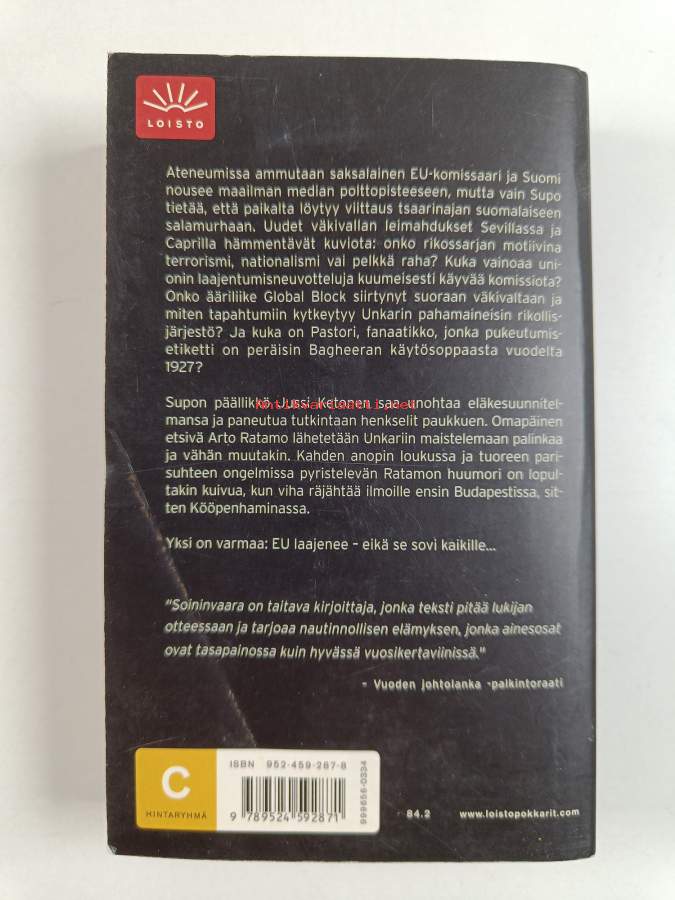 LOISTO
Ateneumissa ammutaan saksalainen EU-komissaari ja Suomi
nousee maailman median polttopisteeseen, mutta vain Supo
tietää, että paikalta löytyy viittaus tsaarinajan suomalaiseen
salamurhaan. Uudet väkivallan leimahdukset Sevillassa ja
Caprilla hämmentävät kuviota: onko rikossarjan motiivina
terrorismi, nationalismi vai pelkkä raha? Kuka vainoaa uni-
onin laajentumisneuvotteluja kuumeisesti käyvää komissiota?
Onko ääriliike Global Block siirtynyt suoraan väkivaltaan ja
miten tapahtumiin kytkeytyy Unkarin pahamaineisin rikollis-
järjestö? Ja kuka on Pastori, fanaatikko, jonka pukeutumis-
etiketti on peräisin Bagheeran käytösoppaasta vuodelta
1927?
Supon päällikkö Jussi Ketonen saa unohtaa eläkesuunnitel-
mansa ja paneutua tutkintaan henkselit paukkuen. Omapäinen
etsivä Arto Ratamo lähetetään Unkariin maistelemaan palinkaa
ja vähän muutakin. Kahden anopin loukussa ja tuoreen pari-
suhteen ongelmissa pyristelevän Ratamon huumori on lopul-
takin kuivua, kun viha räjähtää ilmoille ensin Budapestissa, sit-
ten Kööpenhaminassa.
Yksi on varmaa: EU laajenee – eikä se sovi kaikille...
"Soininvaara on taitava kirjoittaja, jonka teksti pitää lukijan
otteessaan ja tarjoaa nautinnollisen elämyksen, jonka ainesosat
ovat tasapainossa kuin hyvässä vuosikertaviinissä."
- Vuoden johtolanka -palkintoraati
C
HINTARYHMÄ
ISBN 952-459-287-8
9 789524 592871
999656-0334
84.2
www.loistopokkarit.com